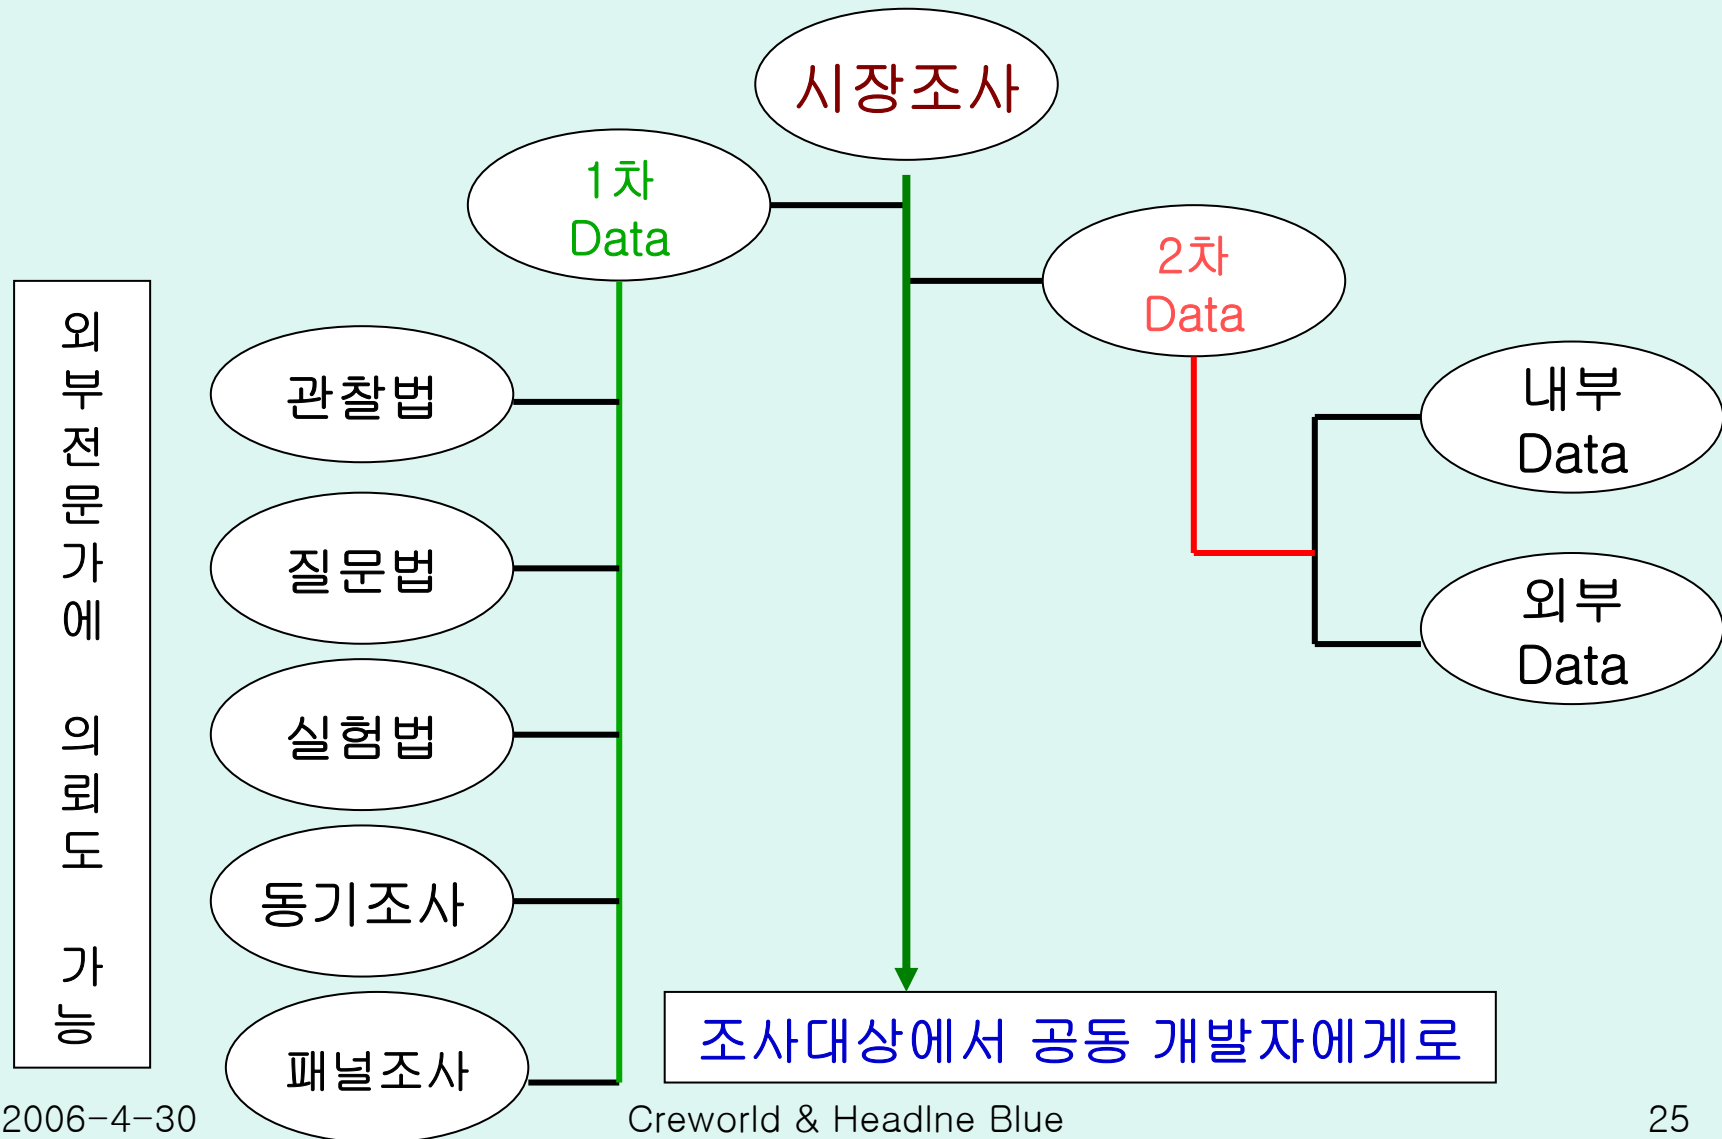 시장조사
1차
Data
2차
Data
외부전문가에 의뢰도 가능
관찰법
질문법
실험법
동기조사
패널조사
내부
Data
외부
Data
조사대상에서 공동 개발자에게로
2006-4-30
Creworld & Headlne Blue
25